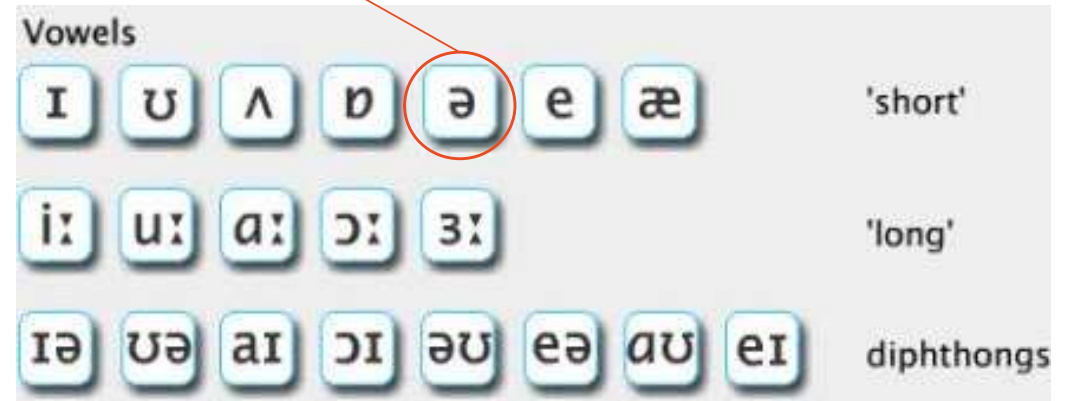 Vowels
ɪ ʊ ʌ ɒ ə e æ 'short'
iː uː ɑː ɔː ɜː 'long'
ɪə ʊə aɪ ɔɪ əʊ eə ɑʊ eɪ diphthongs